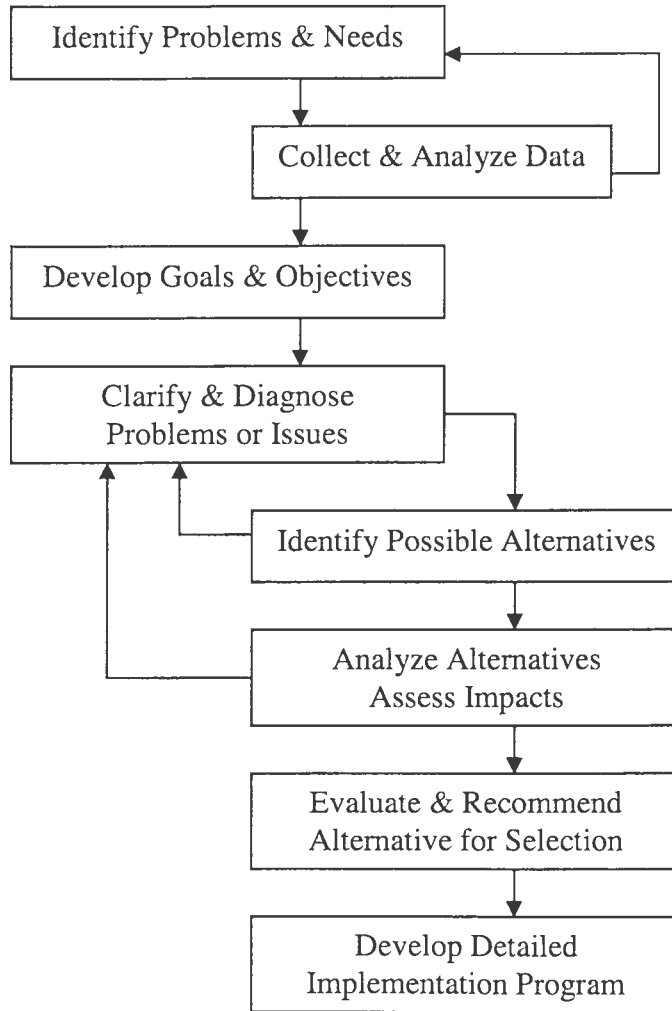 Identify Problems & Needs
Collect & Analyze Data
Develop Goals & Objectives
Clarify & Diagnose
Problems or Issues
Identify Possible Alternatives
Analyze Alternatives
Assess Impacts
Evaluate & Recommend
Alternative for Selection
Develop Detailed
Implementation Program